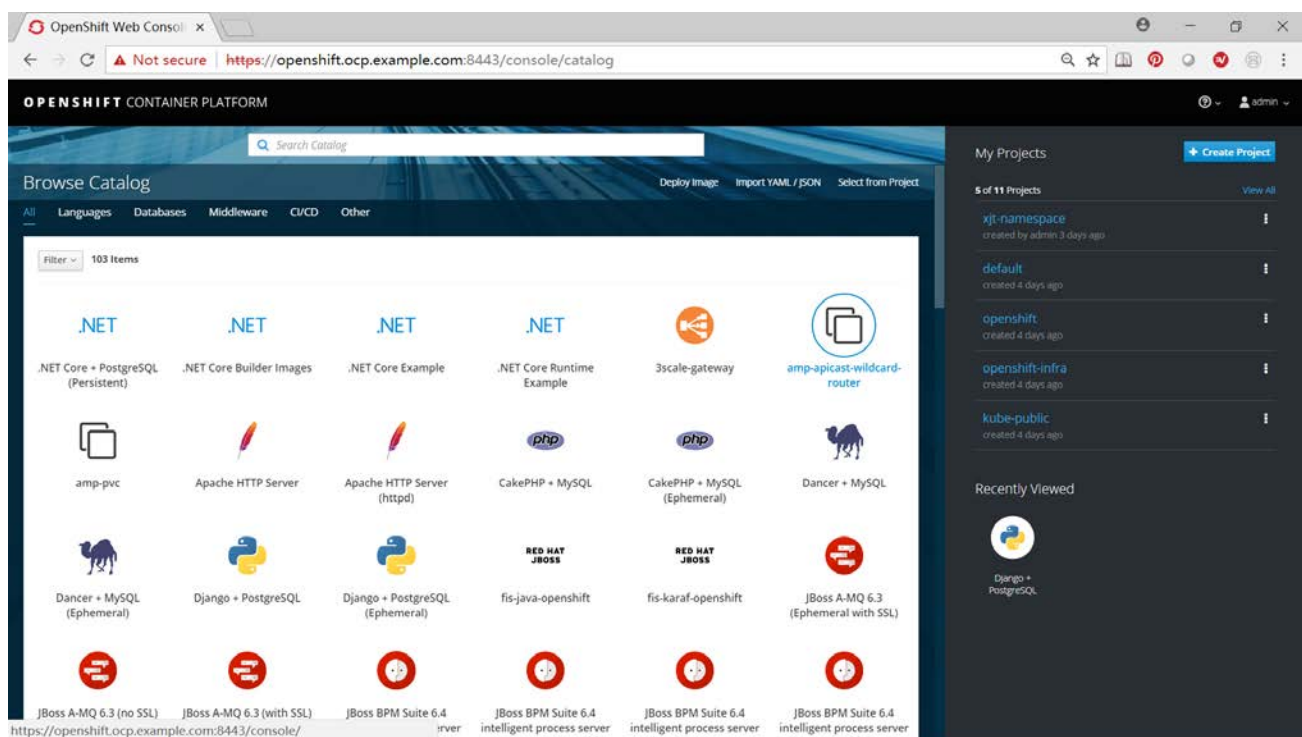 OpenShift Web Consol
Not secure https://openshift.ocp.example.com:8443/console/catalog
OPENSHIFT CONTAINER PLATFORM
admin
Search Catalog
Browse Catalog
Deploy Image Import YAML / JSON Select from Project
All Languages Databases Middleware CI/CD Other
Filter 103 Items
.NET .NET .NET .NET
.NET Core + PostgreSQL .NET Core Builder Images .NET Core Example .NET Core Runtime 3scale-gateway amp-apicast-wildcard-
(Persistent) Example router
php php
amp-pvc Apache HTTP Server Apache HTTP Server CakePHP + MySQL CakePHP + MySQL Dancer + MySQL
(httpd) (Ephemeral)
RED HAT RED HAT
JBOSS JBOSS
Dancer + MySQL Django + PostgreSQL Django + PostgreSQL fis-java-openshift fis-karaf-openshift JBoss A-MQ 6.3
(Ephemeral) (Ephemeral) (Ephemeral with SSL)
JBoss A-MQ 6.3 (no SSL) JBoss A-MQ 6.3 (with SSL) JBoss BPM Suite 6.4 JBoss BPM Suite 6.4 JBoss BPM Suite 6.4 JBoss BPM Suite 6.4
erver intelligent process server intelligent process server intelligent process server
https://openshift.ocp.example.com:8443/console/
My Projects
Create Project
5 of 11 Projects View All
xjt-namespace
created by admin 3 days ago
default
created 4 days ago
openshift
created 4 days ago
openshift-infra
created 4 days ago
kube-public
created 4 days ago
Recently Viewed
Django +
PostgreSQL